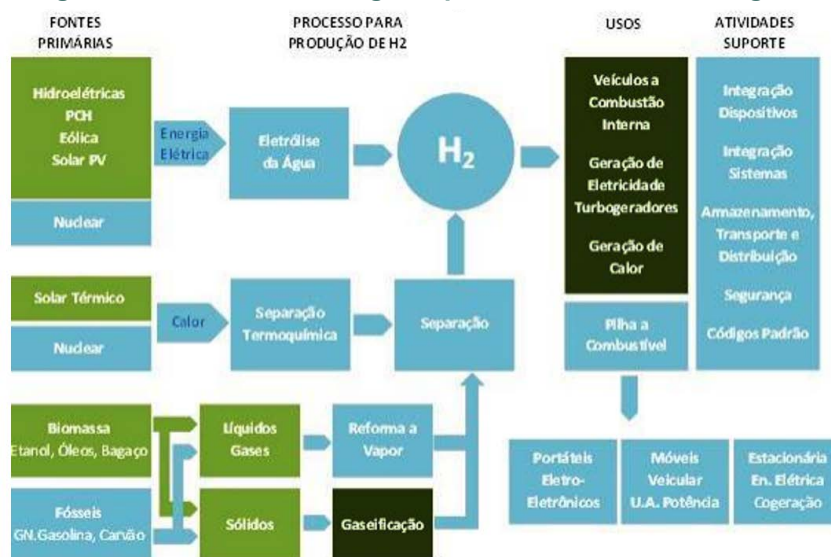 FONTES
PRIMÁRIAS
PROCESSO PARA
PRODUÇÃO DE H2
USOS
ATIVIDADES
SUPORTE
Hidroelétricas
PCH
Eólica
Solar PV
Nuclear
Energia
Elétrica
Eletrólise
da Água
H₂
Veículos a
Combustão
Interna
Geração de
Eletricidade
Turbogeradores
Geração de
Calor
Integração
Dispositivos
Integração
Sistemas
Armazenamento,
Transporte e
Distribuição
Segurança
Códigos Padrão
Solar Térmico
Nuclear
Calor
Separação
Termoquímica
Separação
Pilha a
Combustível
Biomassa
Etanol, Óleos, Bagaço
Líquidos
Gases
Reforma a
Vapor
Fósseis
GN.Gasolina, Carvão
Sólidos
Gaseificação
Portáteis
Eletro-
Eletrônicos
Móveis
Veicular
U.A. Potência
Estacionária
En. Elétrica
Cogeração